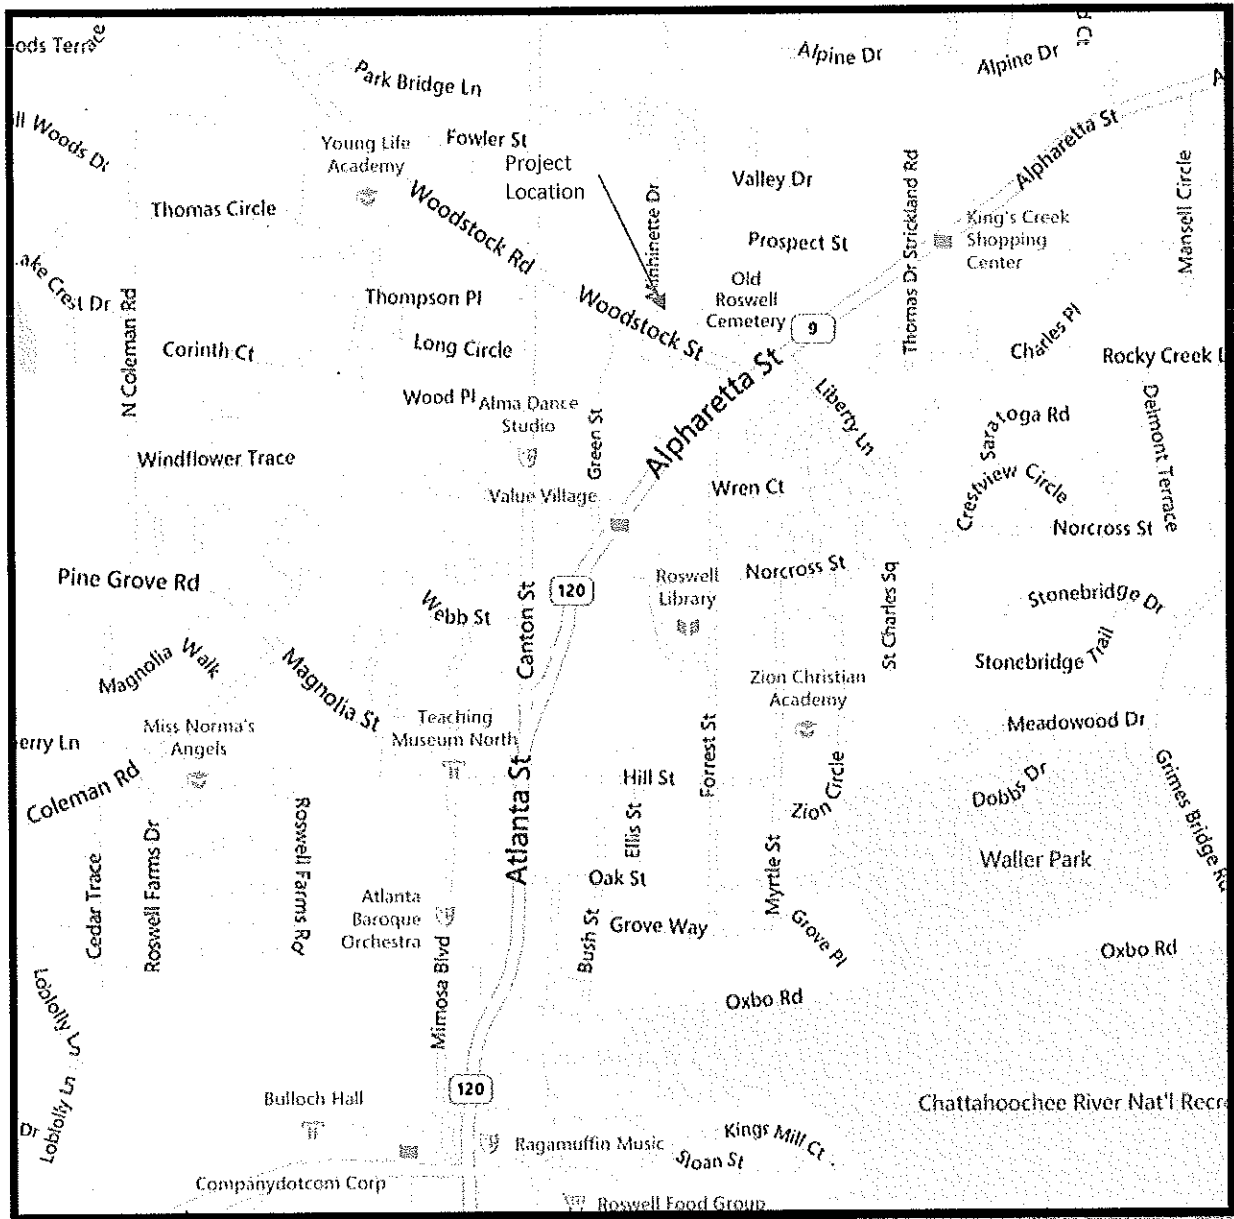 ods Terrace
Park Bridge Ln
Alpine Dr
Alpine Dr
Ct
ll Woods Dr
Young Life
Academy
Fowler St
Project
Location
Alpharetta St
A
Thomas Circle
Woodstock Rd
Minhinette Dr
Valley Dr
Thomas Dr Strickland Rd
Mansell Circle
Prospect St
King's Creek
Shopping
Center
ake Crest Dr
N Coleman Rd
Thompson Pl
Woodstock St
Old
Roswell
Cemetery
9
Corinth Ct
Long Circle
Charles Pl
Rocky Creek L
Alpharetta St
Liberty Ln
Wood Pl
Alma Dance
Studio
Green St
Saratoga Rd
Delmont Terrace
Windflower Trace
Value Village
Wren Ct
Crestview Circle
Norcross St
Pine Grove Rd
120
Roswell
Library
Norcross St
St Charles Sq
Stonebridge Dr
Webb St
Canton St
Magnolia Walk
Magnolia St
Stonebridge Trail
Zion Christian
Academy
Miss Norma's
Angels
Teaching
Museum North
Meadowood Dr
erry Ln
Coleman Rd
Atlanta St
Hill St
Forrest St
Zion Circle
Dobbs Dr
Grimes Bridge Rd
Roswell Farms Rd
Ellis St
Cedar Trace
Roswell Farms Dr
Oak St
Myrtle St
Waller Park
Atlanta
Baroque
Orchestra
Bush St
Grove Way
Grove Pl
Mimosa Blvd
Oxbo Rd
Oxbo Rd
Loblolly Ln
Loblolly Ln
120
Bulloch Hall
Chattahoochee River Nat'l Recre
Dr
Ragamuffin Music
Kings Mill Ct
Sloan St
Companydotcom Corp
Roswell Food Group